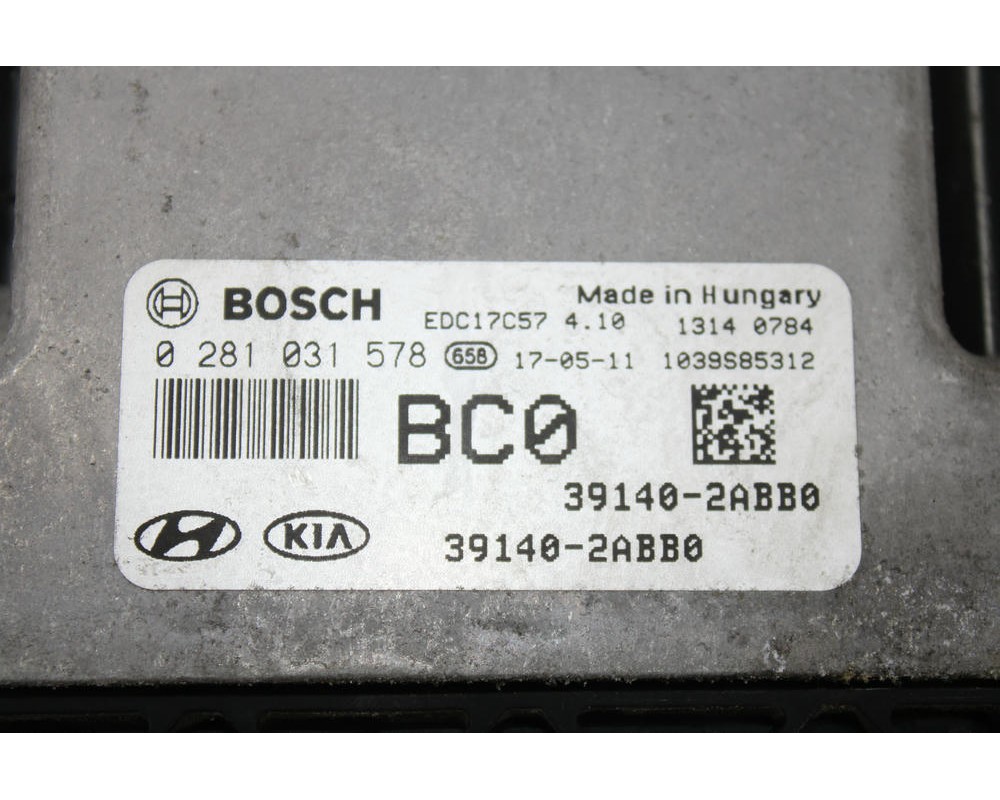 BOSCH Made in Hungary
EDC17C57 4.10 1314 0784
0 281 031 578 658 17-05-11 1039S85312
BC0
39140-2ABB0
KIA 39140-2ABB0